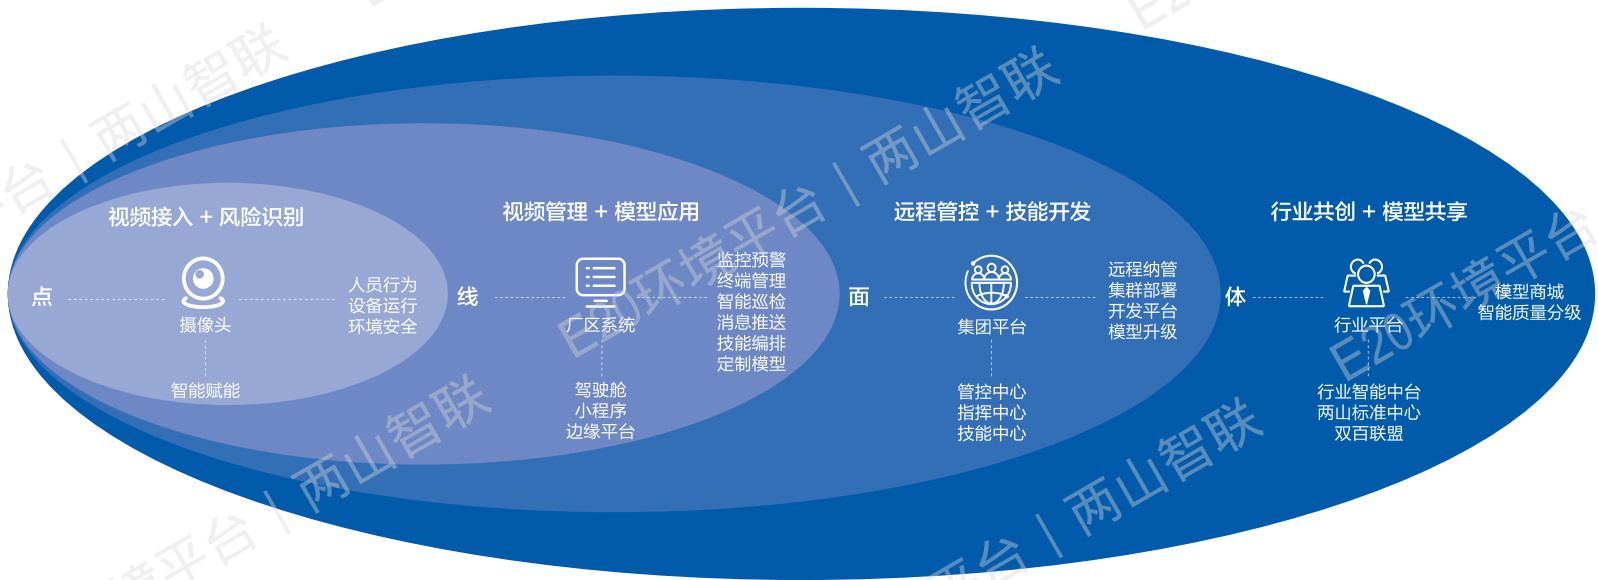 视频接入 + 风险识别
点
摄像头
智能赋能
人员行为
设备运行
环境安全
视频管理 + 模型应用
线
厂区系统
驾驶舱
小程序
边缘平台
监控预警
终端管理
智能巡检
消息推送
技能编排
定制模型
远程管控 + 技能开发
面
集团平台
管控中心
指挥中心
技能中心
远程纳管
集群部署
开发平台
模型升级
行业共创 + 模型共享
体
行业平台
行业智能中台
两山标准中心
双百联盟
模型商城
智能质量分级
E20环境平台 | 两山智联
台 | 两山智联
境平台 | 两山智联
平台 | 两山智联
E20环境平台
E20